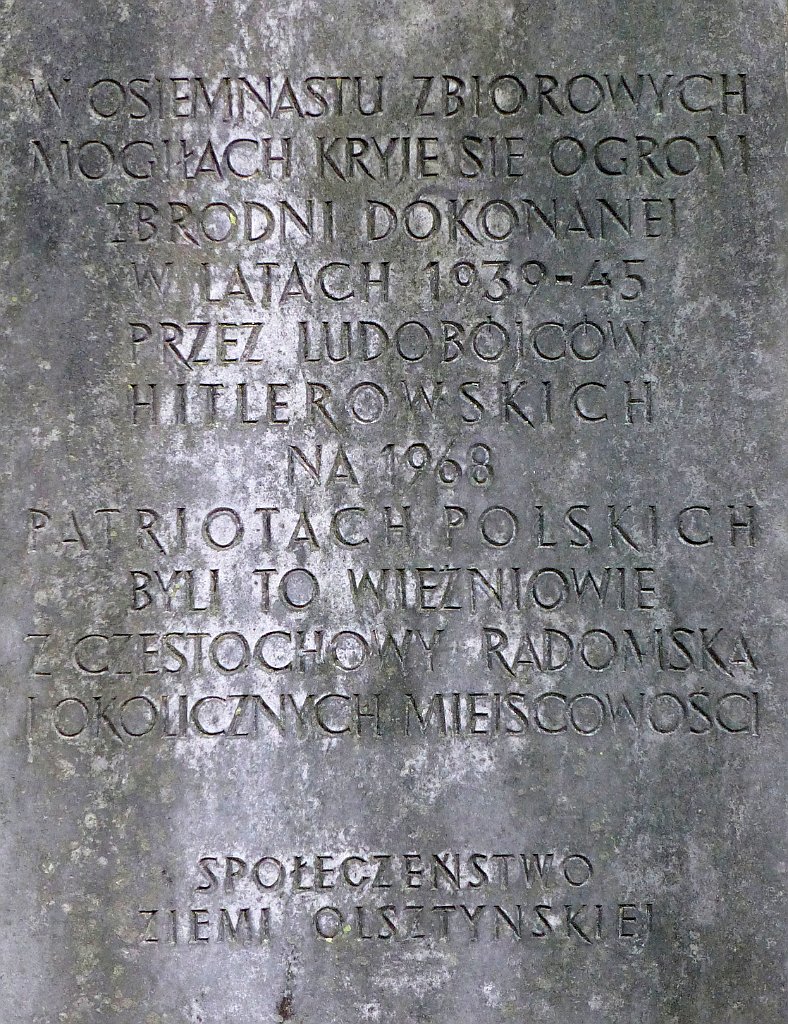 W OSIEMNASTU ZBIOROWYCH
MOGIŁACH KRYJE SIĘ OGROM
ZBRODNI DOKONANEJ
W LATACH 1939-45
PRZEZ LUDOBÓJCÓW
HITLEROWSKICH
NA 1968
PATRIOTACH POLSKICH
BYLI TO WIĘŹNIOWIE
Z CZĘSTOCHOWY RADOMSKA
I OKOLICZNYCH MIEJSCOWOŚCI
SPOŁECZEŃSTWO
ZIEMI OLSZTYŃSKIEJ